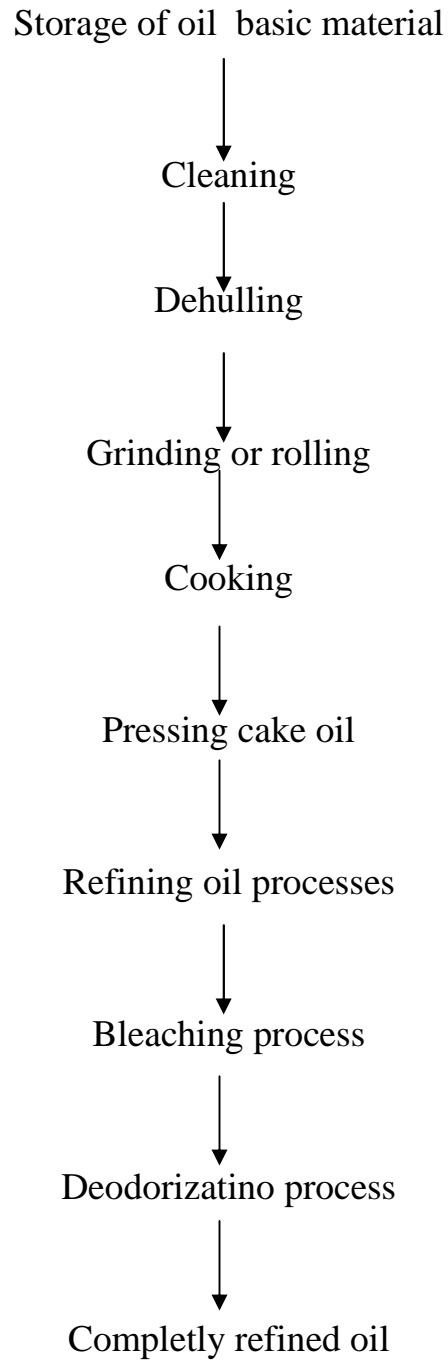 Storage of oil  basic material
Cleaning
Dehulling
Grinding or rolling
Cooking
Pressing cake oil
Refining oil processes
Bleaching process
Deodorizatino process
Completly refined oil